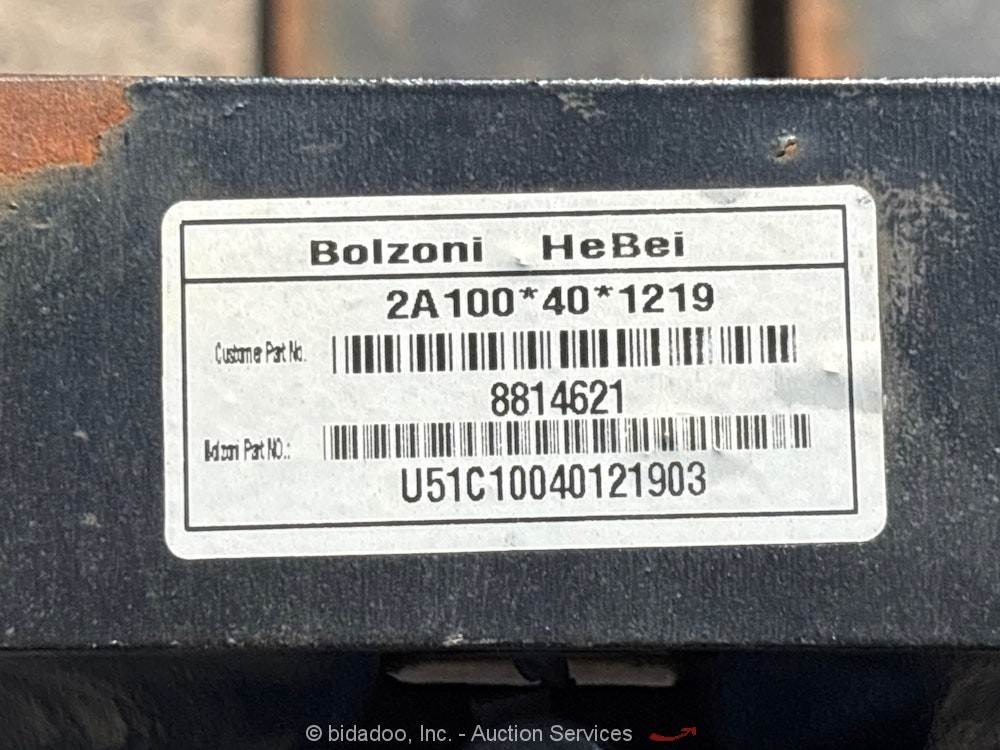 Bolzoni HeBei
2A100*40*1219
Customer Part No.
8814621
Bolzoni Part NO.:
U51C10040121903
© bidadoo, Inc. - Auction Services